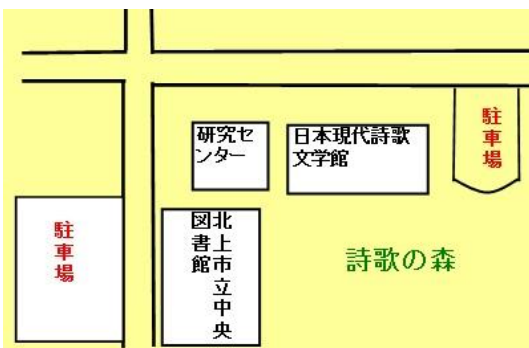 研究セ
ンター
日本現代詩歌
文学館
駐車場
駐車場
北上市立中央
図書館
詩歌の森